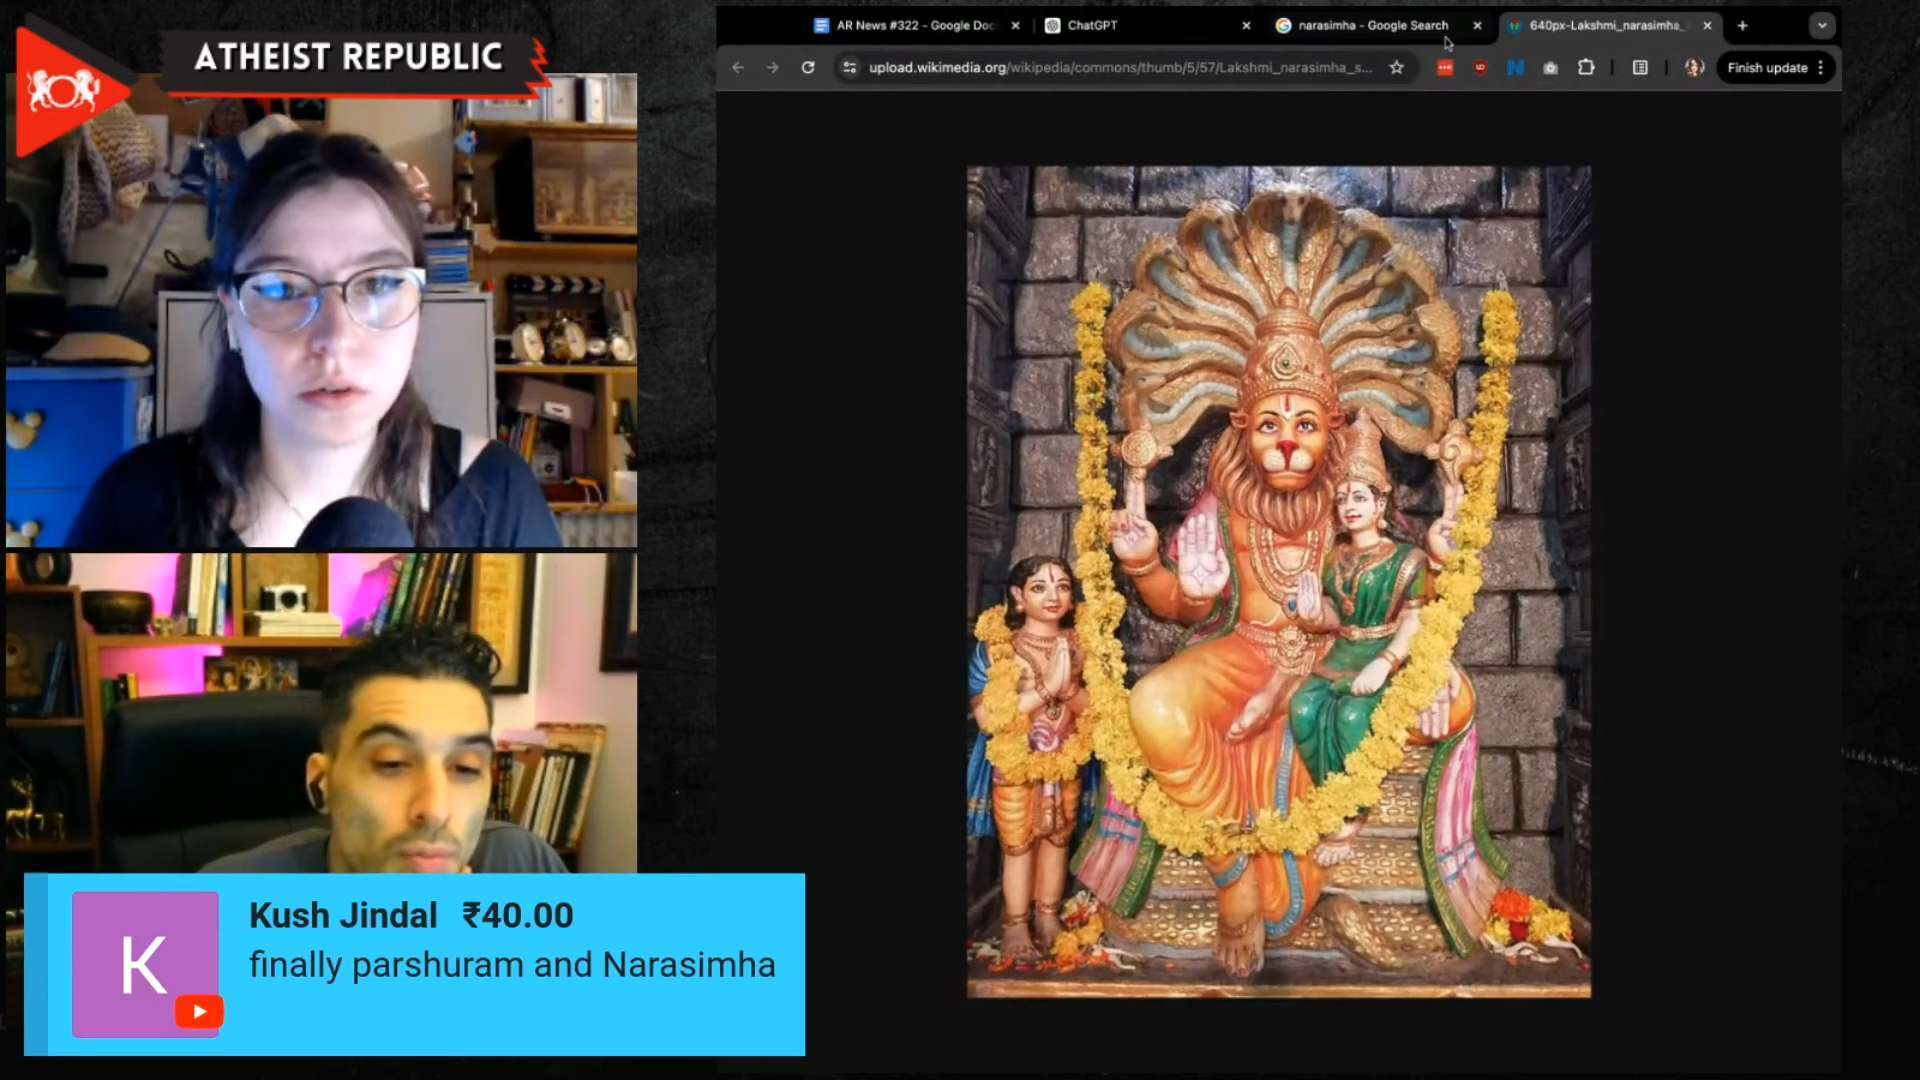 ATHEIST REPUBLIC
AR News #322 - Google Doc
ChatGPT
narasimha - Google Search
640px-Lakshmi_narasimha_
upload.wikimedia.org/wikipedia/commons/thumb/5/57/Lakshmi_narasimha_s...
Finish update
K
Kush Jindal ₹40.00
finally parshuram and Narasimha